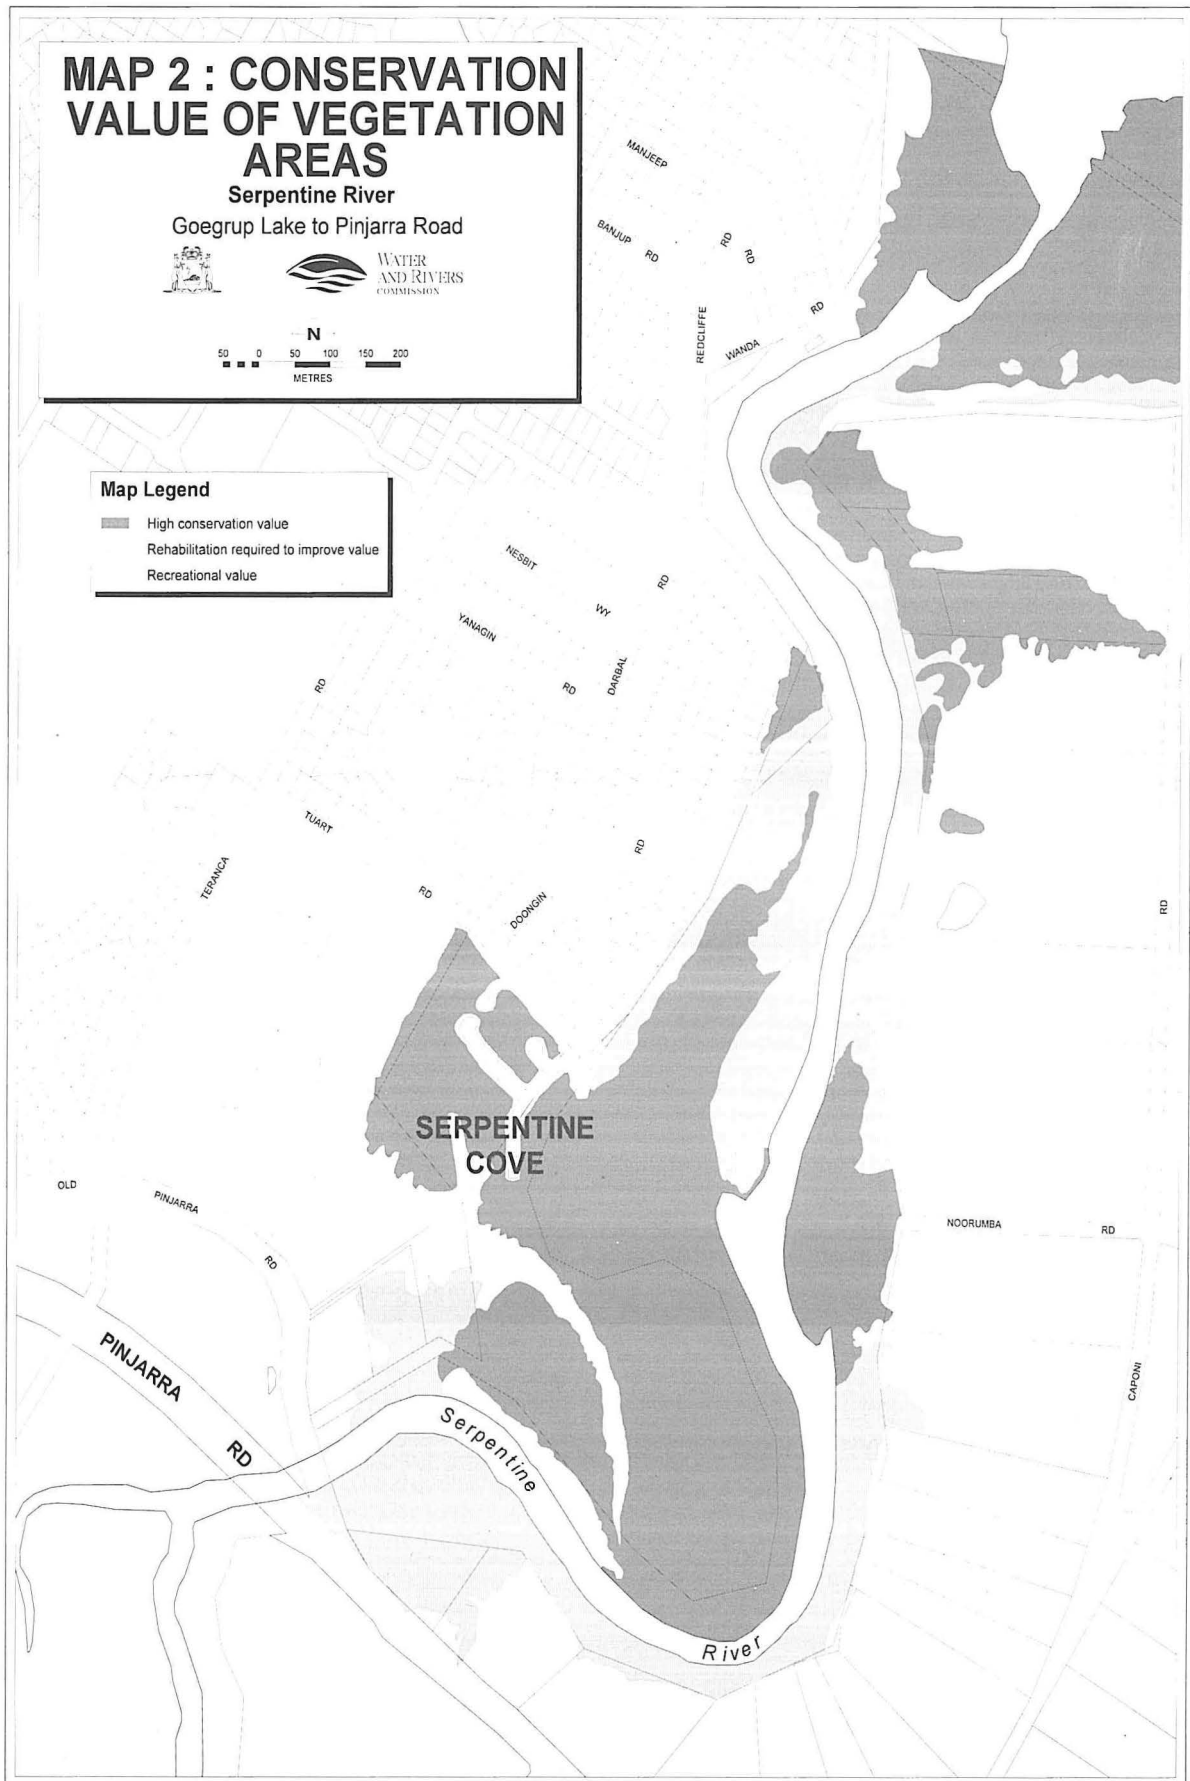 MAP 2 : CONSERVATION
VALUE OF VEGETATION
AREAS
Serpentine River
Goegrup Lake to Pinjarra Road
WATER
AND RIVERS
COMMISSION
N
50 0 50 100 150 200
METRES
Map Legend
High conservation value
Rehabilitation required to improve value
Recreational value
MANJEEP
BANJUP
RD
RD
RD
RD
REDCLIFFE
WANDA
NESBIT
WY
RD
YANAGIN
RD
DARBAL
RD
TUART
RD
TERANCA
DOONGIN
RD
RD
SERPENTINE
COVE
OLD
PINJARRA
RD
NOORUMBA
RD
CAPONI
PINJARRA
RD
Serpentine
River